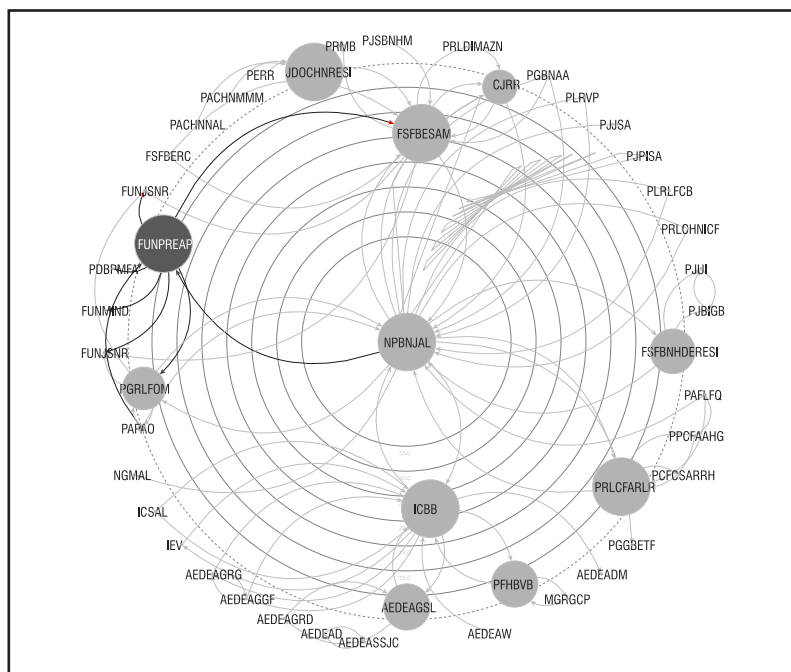 PJSBNHM
PRMB
PRLDIMAZN
PERR
JDOCHNRESI
PGBNAA
CJRR
PACHNMMM
PLRVP
PACHNNAL
FSFBESAM
PJJSA
FSFBERC
PJPISA
FUNJSNR
PLRLFCB
PRLCHNICF
FUNPREAP
PDBPMFA
PJUI
FUNMIND
PJBIGB
NPBNJAL
FUNJSNR
FSFBNHDERESI
PGRLFOM
PAFLFQ
PAPAO
PPCFAAHG
NGMAL
PCFCSARRH
PRLCFARLR
ICSAL
ICBB
IEV
PGGBETF
AEDEAGRG
AEDEADM
PFHBVB
AEDEAGGF
MGRGCP
AEDEAGSL
AEDEAGRD
AEDEAD
AEDEAW
AEDEASSJC